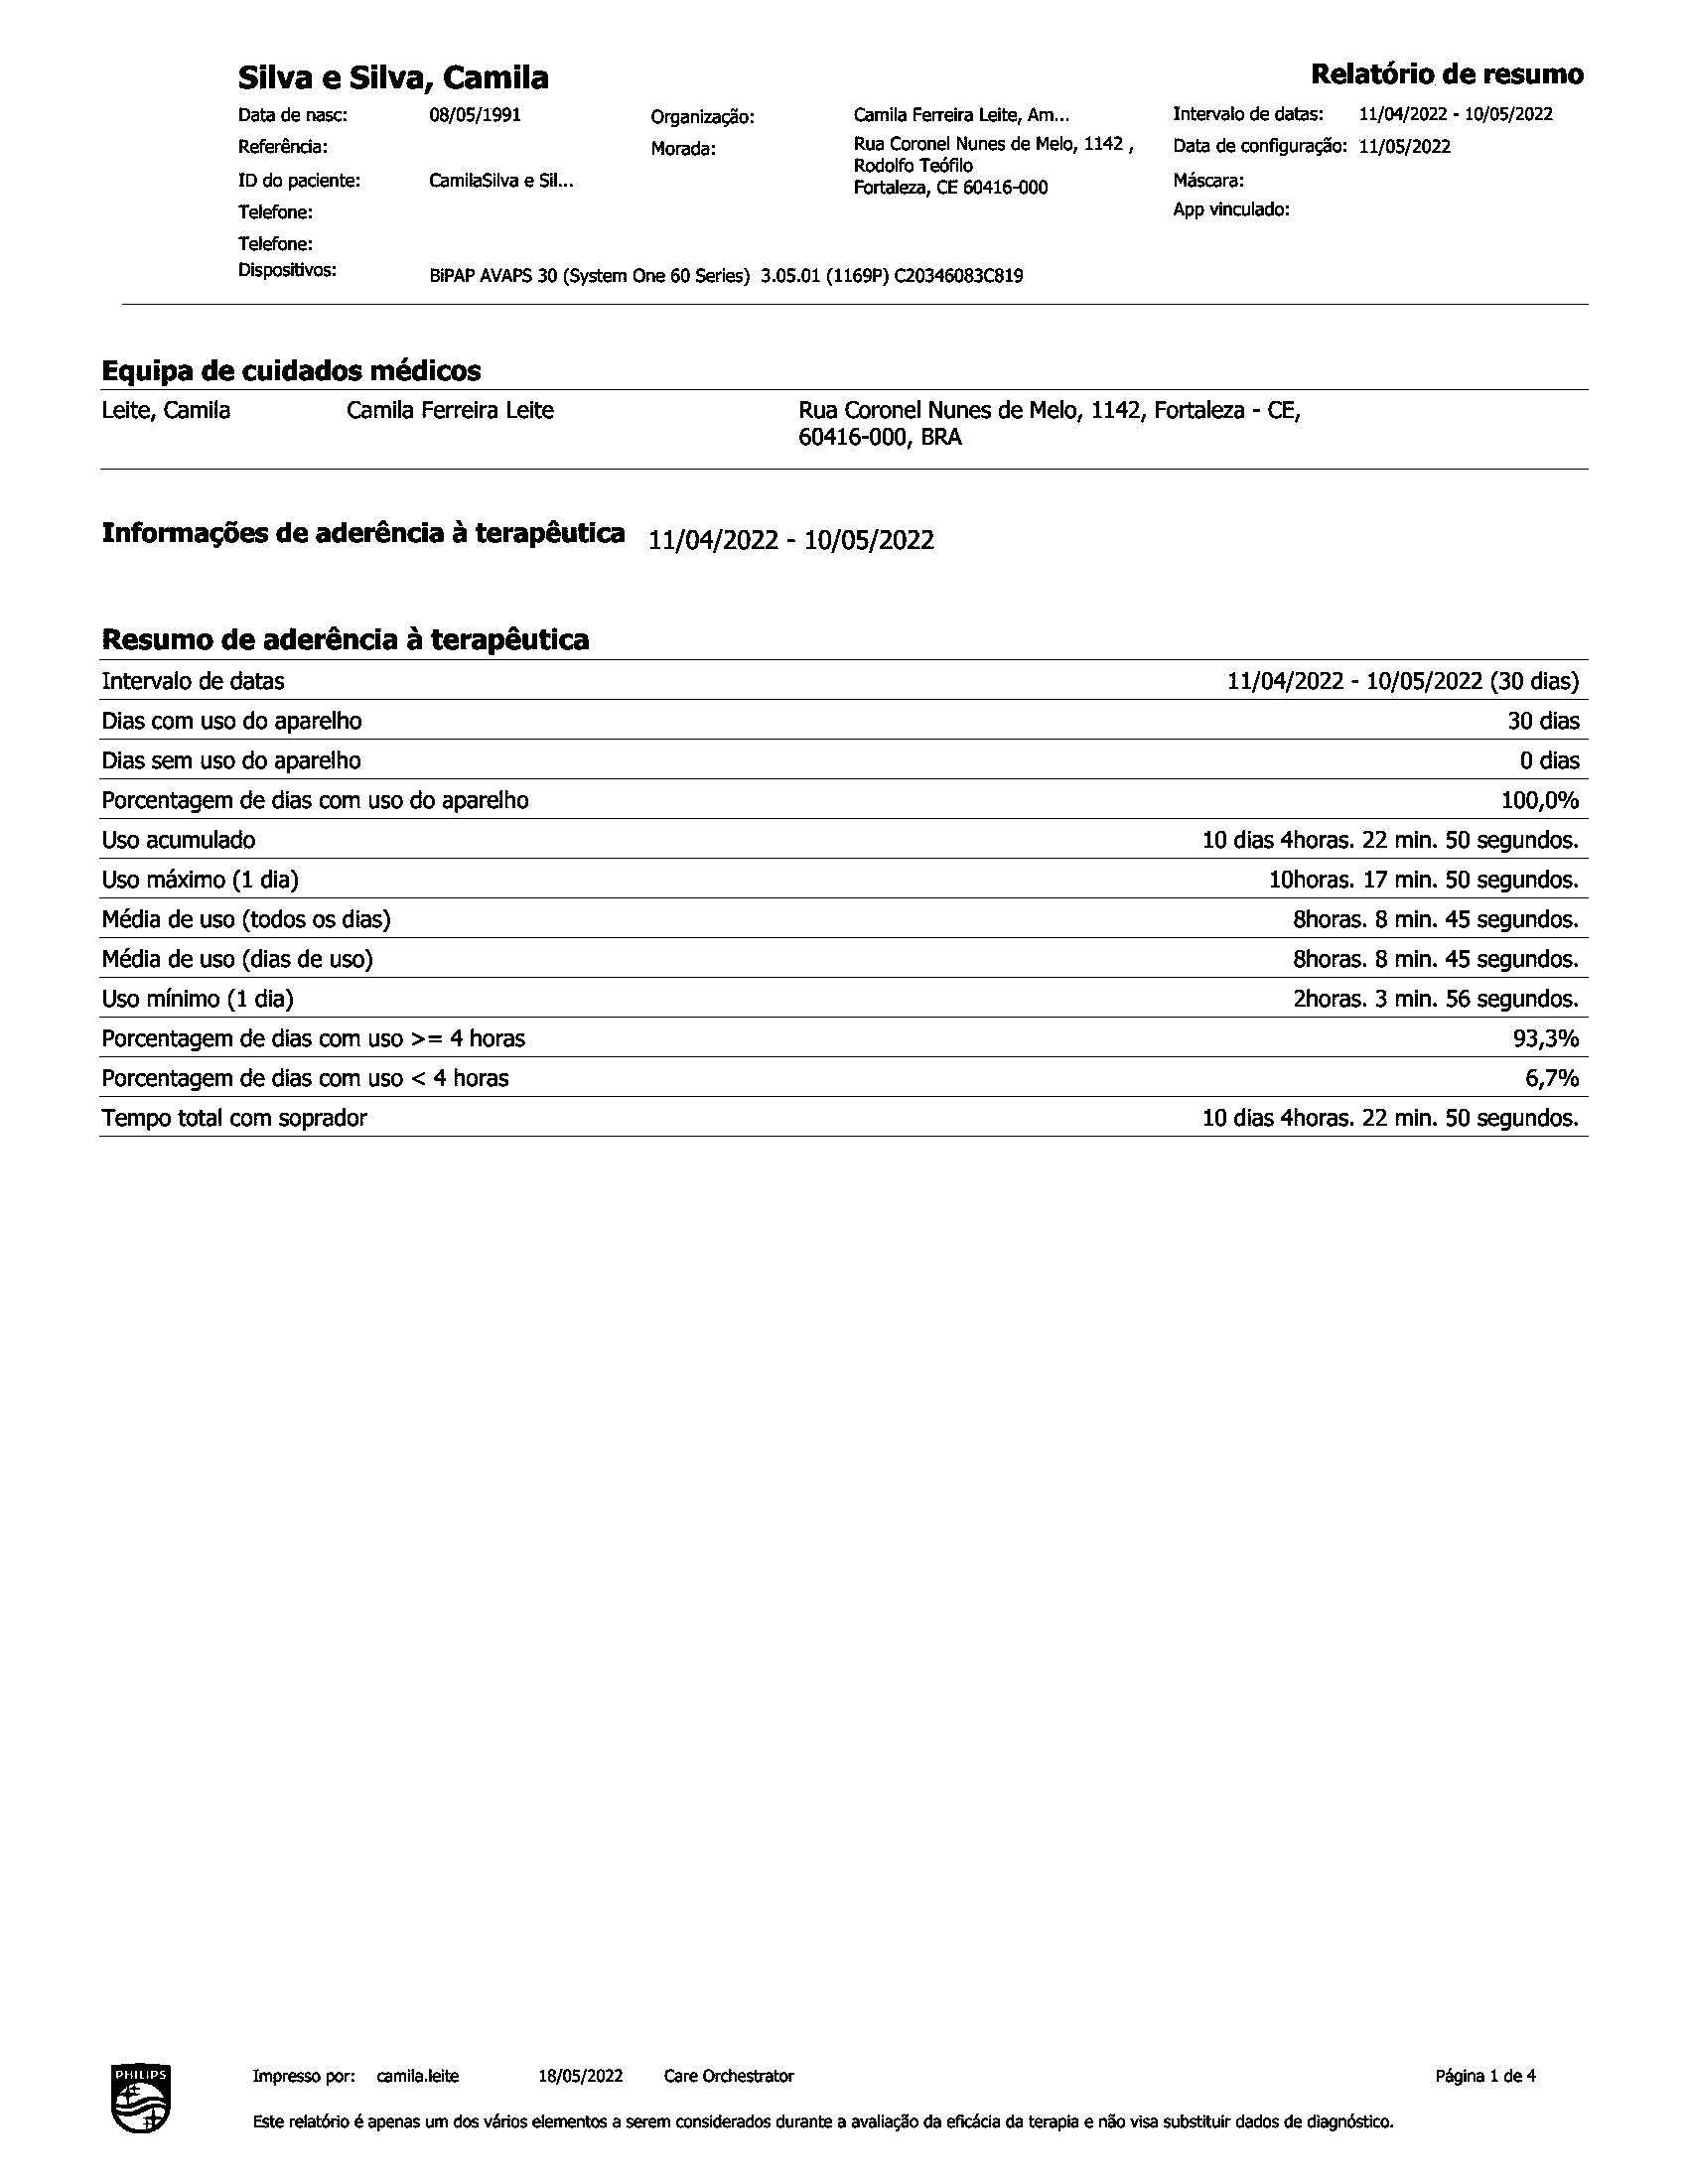 Silva e Silva, Camila
Relatório de resumo
Data de nasc: 08/05/1991
Organização: Camila Ferreira Leite, Am...
Intervalo de datas: 11/04/2022 - 10/05/2022
Referência:
Morada: Rua Coronel Nunes de Melo, 1142 ,
Rodolfo Teófilo
Fortaleza, CE 60416-000
Data de configuração: 11/05/2022
ID do paciente: CamilaSilva e Sil...
Máscara:
Telefone:
App vinculado:
Telefone:
Dispositivos: BiPAP AVAPS 30 (System One 60 Series) 3.05.01 (1169P) C20346083C819
Equipa de cuidados médicos
Leite, Camila Camila Ferreira Leite Rua Coronel Nunes de Melo, 1142, Fortaleza - CE,
60416-000, BRA
Informações de aderência à terapêutica 11/04/2022 - 10/05/2022
Resumo de aderência à terapêutica
Intervalo de datas 11/04/2022 - 10/05/2022 (30 dias)
Dias com uso do aparelho 30 dias
Dias sem uso do aparelho 0 dias
Porcentagem de dias com uso do aparelho 100,0%
Uso acumulado 10 dias 4horas. 22 min. 50 segundos.
Uso máximo (1 dia) 10horas. 17 min. 50 segundos.
Média de uso (todos os dias) 8horas. 8 min. 45 segundos.
Média de uso (dias de uso) 8horas. 8 min. 45 segundos.
Uso mínimo (1 dia) 2horas. 3 min. 56 segundos.
Porcentagem de dias com uso >= 4 horas 93,3%
Porcentagem de dias com uso < 4 horas 6,7%
Tempo total com soprador 10 dias 4horas. 22 min. 50 segundos.
PHILIPS
Impresso por: camila.leite 18/05/2022 Care Orchestrator Página 1 de 4
Este relatório é apenas um dos vários elementos a serem considerados durante a avaliação da eficácia da terapia e não visa substituir dados de diagnóstico.